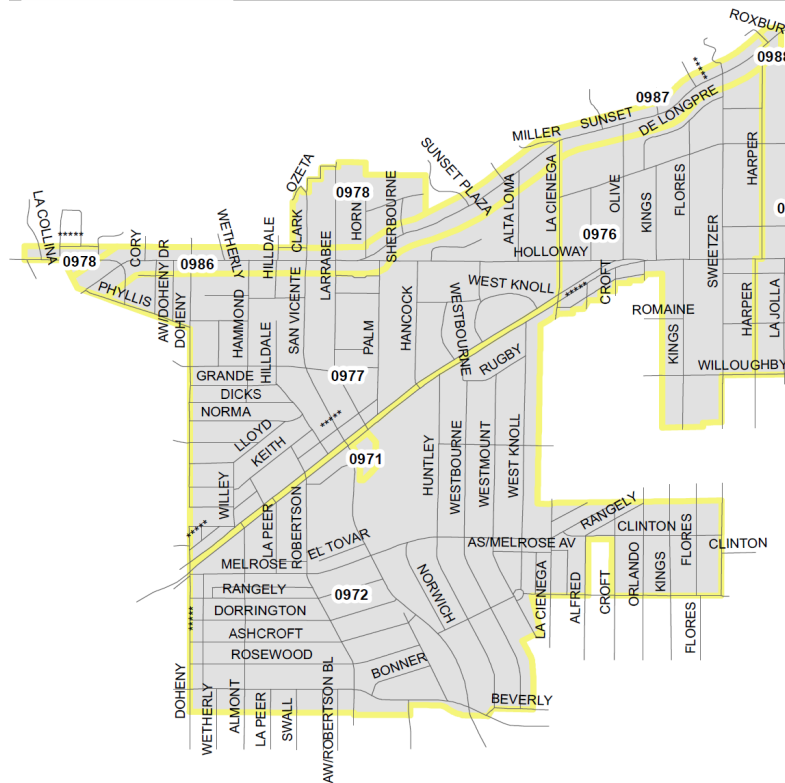 ROXBUR
0988
*****
0987
SUNSET
DE LONGPRE
MILLER
OZETA
0978
SUNSET PLAZA
HARPER
LA COLLINA
*****
CORY
WETHERLY
HILLDALE
CLARK
LARRABEE
HORN
SHERBOURNE
ALTA LOMA
LA CIENEGA
OLIVE
KINGS
FLORES
0
0976
SWEETZER
0978
0986
AW/DOHENY DR
HOLLOWAY
PHYLLIS
DOHENY
HAMMOND
HILLDALE
SAN VICENTE
PALM
HANCOCK
WESTBOURNE
WEST KNOLL
*****
CROFT
ROMAINE
KINGS
HARPER
LA JOLLA
GRANDE
0977
RUGBY
WILLOUGHBY
DICKS
NORMA
LLOYD
KEITH
*****
0971
WILLEY
LA PEER
ROBERTSON
HUNTLEY
WESTBOURNE
WESTMOUNT
WEST KNOLL
*****
RANGELY
CLINTON
FLORES
CLINTON
EL TOVAR
AS/MELROSE AV
MELROSE
RANGELY
0972
NORWICH
LA CIENEGA
ALFRED
CROFT
ORLANDO
KINGS
*****
DORRINGTON
ASHCROFT
ROSEWOOD
BONNER
FLORES
DOHENY
WETHERLY
ALMONT
LA PEER
SWALL
AW/ROBERTSON BL
BEVERLY